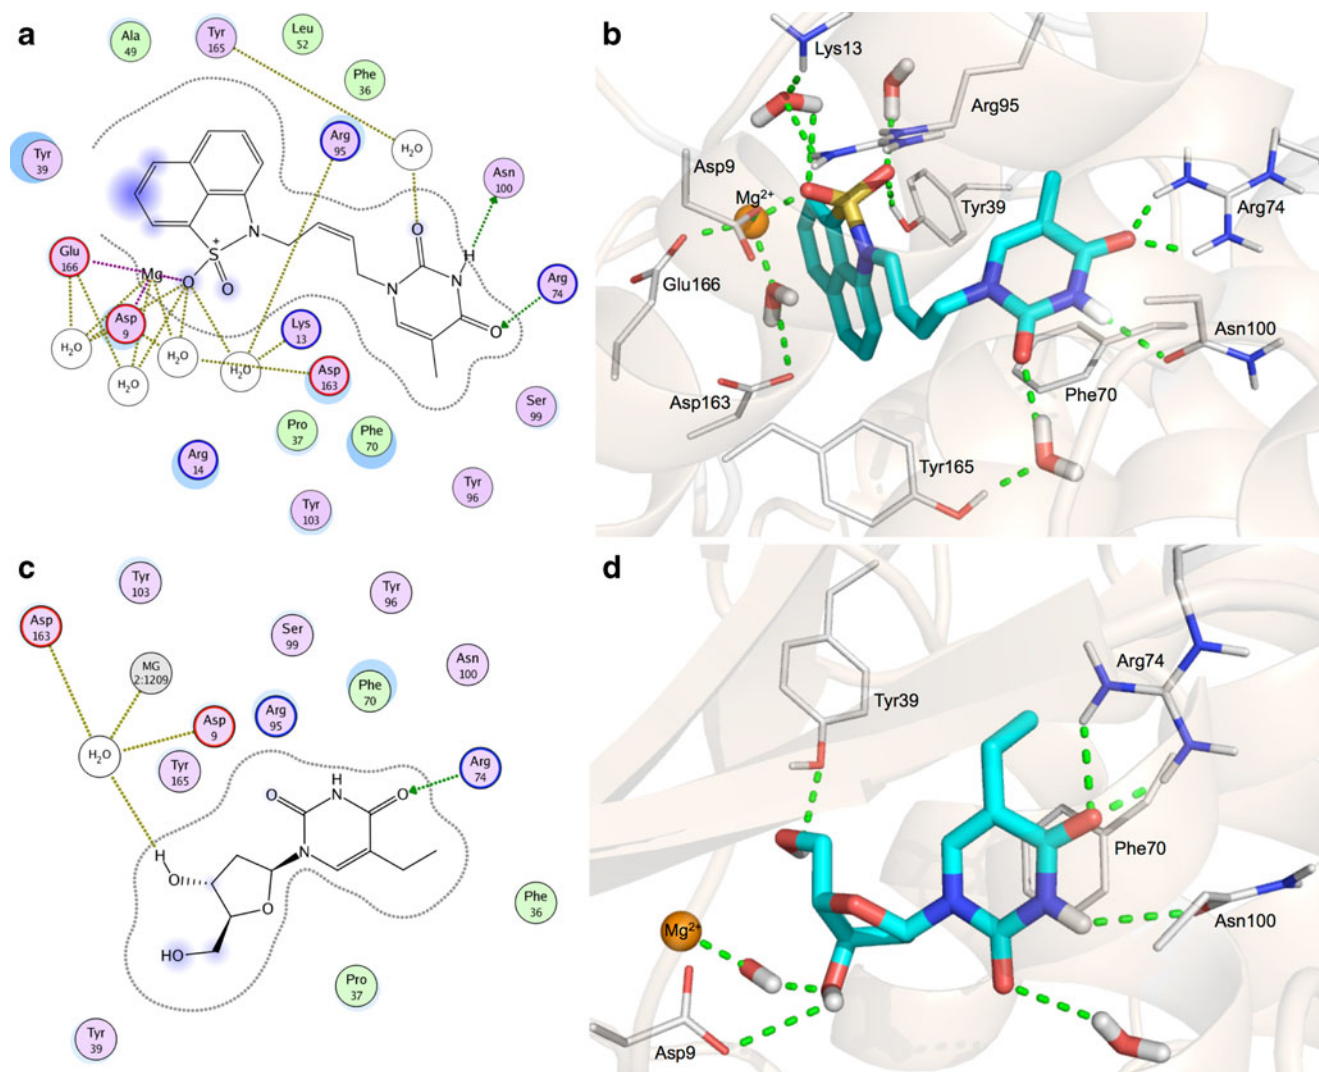 a
Ala
49
Tyr
165
Leu
52
Phe
36
Tyr
39
Arg
95
H₂O
Asn
100
N
O
H
N
N
O
O
S
+
O
Glu
166
Mg
Asp
9
H₂O
H₂O
H₂O
H₂O
Lys
13
Asp
163
Arg
74
Ser
99
Pro
37
Phe
70
Arg
14
Tyr
96
Tyr
103
b
Lys13
Arg95
Asp9
Mg²⁺
Tyr39
Arg74
Glu166
Asn100
Phe70
Asp163
Tyr165
c
Tyr
103
Tyr
96
Asp
163
Ser
99
Asn
100
MG
2:1209
Phe
70
Arg
95
Asp
9
H₂O
Tyr
165
Arg
74
H
N
O
O
N
H
O
O
HO
Phe
36
Pro
37
Tyr
39
d
Arg74
Tyr39
Phe70
Mg²⁺
Asn100
Asp9